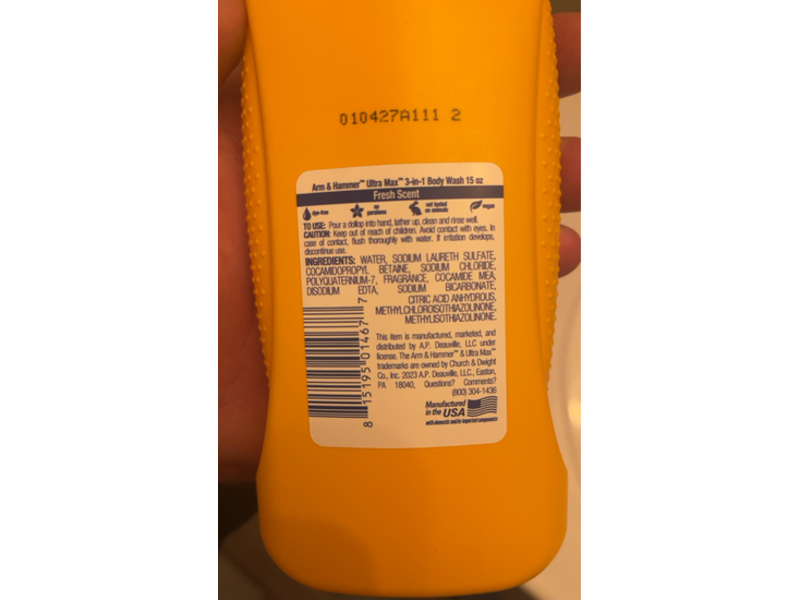 010427A111 2
Arm & Hammer™ Ultra Max™ 3-in-1 Body Wash 15 oz
Fresh Scent
dye-free
no parabens
not tested on animals
vegan
TO USE: Pour a dollop into hand, lather up, clean and rinse well.
CAUTION: Keep out of reach of children. Avoid contact with eyes. In
case of contact, flush thoroughly with water. If irritation develops,
discontinue use.
INGREDIENTS: WATER, SODIUM LAURETH SULFATE,
COCAMIDOPROPYL BETAINE, SODIUM CHLORIDE,
POLYQUATERNIUM-7, FRAGRANCE, COCAMIDE MEA,
DISODIUM EDTA, SODIUM BICARBONATE,
CITRIC ACID ANHYDROUS,
METHYLCHLOROISOTHIAZOLINONE,
METHYLISOTHIAZOLINONE.
This item is manufactured, marketed, and
distributed by A.P. Deauville, LLC under
license. The Arm & Hammer™ & Ultra Max™
trademarks are owned by Church & Dwight
Co., Inc. 2023 A.P. Deauville, LLC., Easton,
PA 18040, Questions? Comments?
(800) 304-1436
Manufactured
in the USA
with domestic and/or imported components
8 15195 01467 7